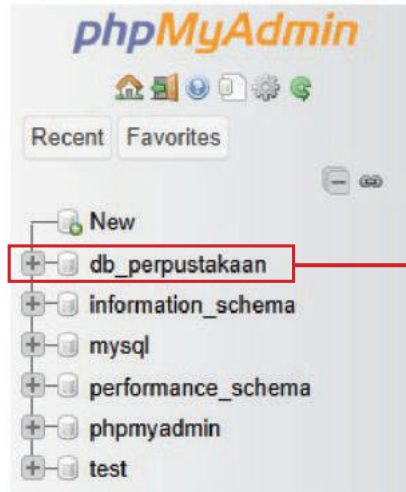 phpMyAdmin
Recent Favorites
New
db_perpustakaan
information_schema
mysql
performance_schema
phpmyadmin
test